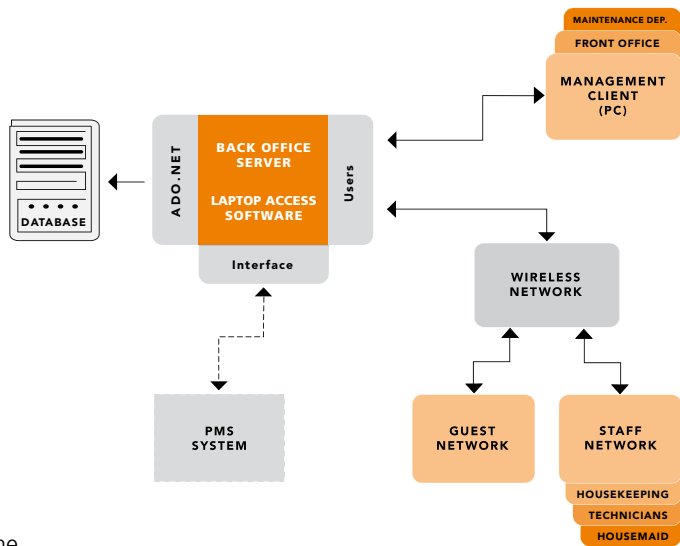 MAINTENANCE DEP.
FRONT OFFICE
MANAGEMENT
CLIENT
(PC)
ADO.NET
BACK OFFICE
SERVER
LAPTOP ACCESS
SOFTWARE
Users
DATABASE
Interface
WIRELESS
NETWORK
PMS
SYSTEM
GUEST
NETWORK
STAFF
NETWORK
HOUSEKEEPING
TECHNICIANS
HOUSEMAID